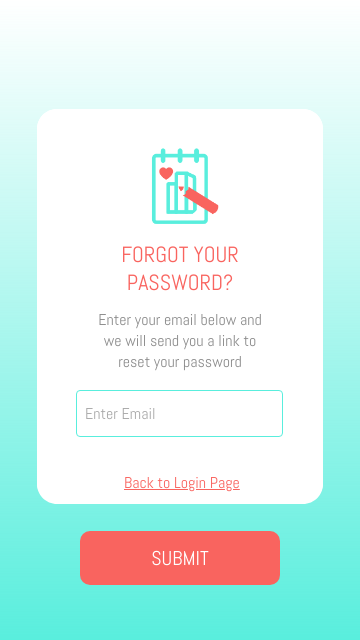 FORGOT YOUR
PASSWORD?
Enter your email below and
we will send you a link to
reset your password
Enter Email
Back to Login Page
SUBMIT